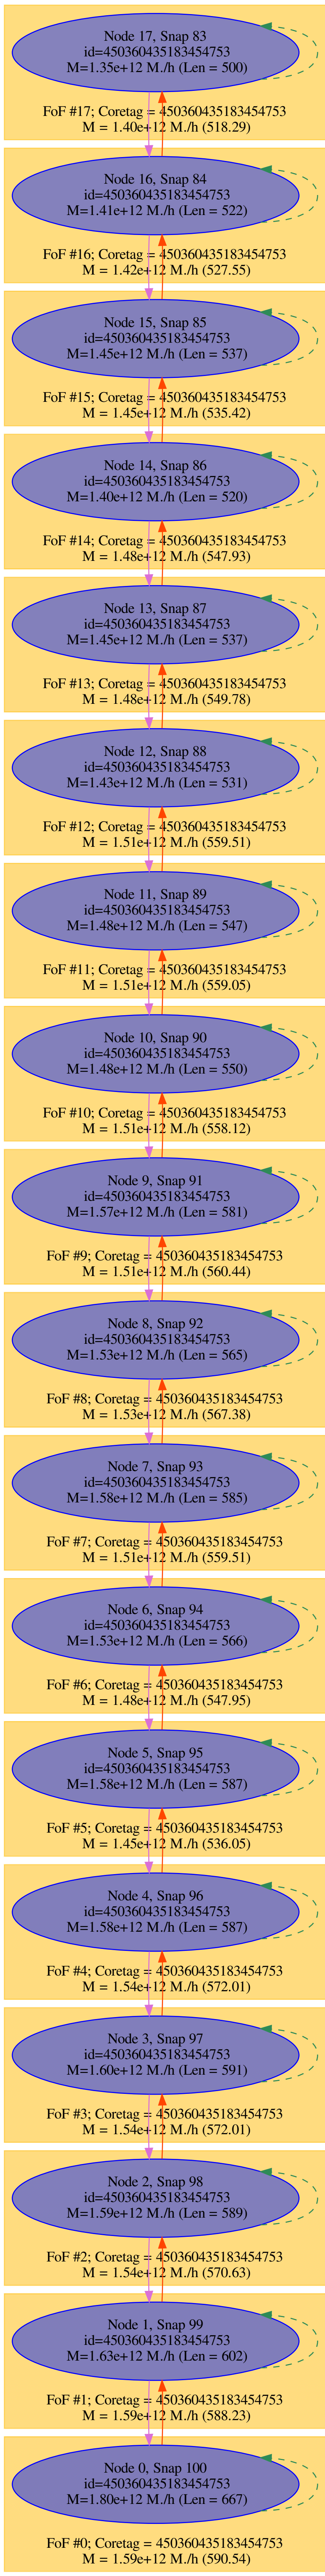 Node 17, Snap 83
id=450360435183454753
M=1.35e+12 M./h (Len = 500)
FoF #17; Coretag = 450360435183454753
M = 1.40e+12 M./h (518.29)
Node 16, Snap 84
id=450360435183454753
M=1.41e+12 M./h (Len = 522)
FoF #16; Coretag = 450360435183454753
M = 1.42e+12 M./h (527.55)
Node 15, Snap 85
id=450360435183454753
M=1.45e+12 M./h (Len = 537)
FoF #15; Coretag = 450360435183454753
M = 1.45e+12 M./h (535.42)
Node 14, Snap 86
id=450360435183454753
M=1.40e+12 M./h (Len = 520)
FoF #14; Coretag = 450360435183454753
M = 1.48e+12 M./h (547.93)
Node 13, Snap 87
id=450360435183454753
M=1.45e+12 M./h (Len = 537)
FoF #13; Coretag = 450360435183454753
M = 1.48e+12 M./h (549.78)
Node 12, Snap 88
id=450360435183454753
M=1.43e+12 M./h (Len = 531)
FoF #12; Coretag = 450360435183454753
M = 1.51e+12 M./h (559.51)
Node 11, Snap 89
id=450360435183454753
M=1.48e+12 M./h (Len = 547)
FoF #11; Coretag = 450360435183454753
M = 1.51e+12 M./h (559.05)
Node 10, Snap 90
id=450360435183454753
M=1.48e+12 M./h (Len = 550)
FoF #10; Coretag = 450360435183454753
M = 1.51e+12 M./h (558.12)
Node 9, Snap 91
id=450360435183454753
M=1.57e+12 M./h (Len = 581)
FoF #9; Coretag = 450360435183454753
M = 1.51e+12 M./h (560.44)
Node 8, Snap 92
id=450360435183454753
M=1.53e+12 M./h (Len = 565)
FoF #8; Coretag = 450360435183454753
M = 1.53e+12 M./h (567.38)
Node 7, Snap 93
id=450360435183454753
M=1.58e+12 M./h (Len = 585)
FoF #7; Coretag = 450360435183454753
M = 1.51e+12 M./h (559.51)
Node 6, Snap 94
id=450360435183454753
M=1.53e+12 M./h (Len = 566)
FoF #6; Coretag = 450360435183454753
M = 1.48e+12 M./h (547.95)
Node 5, Snap 95
id=450360435183454753
M=1.58e+12 M./h (Len = 587)
FoF #5; Coretag = 450360435183454753
M = 1.45e+12 M./h (536.05)
Node 4, Snap 96
id=450360435183454753
M=1.58e+12 M./h (Len = 587)
FoF #4; Coretag = 450360435183454753
M = 1.54e+12 M./h (572.01)
Node 3, Snap 97
id=450360435183454753
M=1.60e+12 M./h (Len = 591)
FoF #3; Coretag = 450360435183454753
M = 1.54e+12 M./h (572.01)
Node 2, Snap 98
id=450360435183454753
M=1.59e+12 M./h (Len = 589)
FoF #2; Coretag = 450360435183454753
M = 1.54e+12 M./h (570.63)
Node 1, Snap 99
id=450360435183454753
M=1.63e+12 M./h (Len = 602)
FoF #1; Coretag = 450360435183454753
M = 1.59e+12 M./h (588.23)
Node 0, Snap 100
id=450360435183454753
M=1.80e+12 M./h (Len = 667)
FoF #0; Coretag = 450360435183454753
M = 1.59e+12 M./h (590.54)